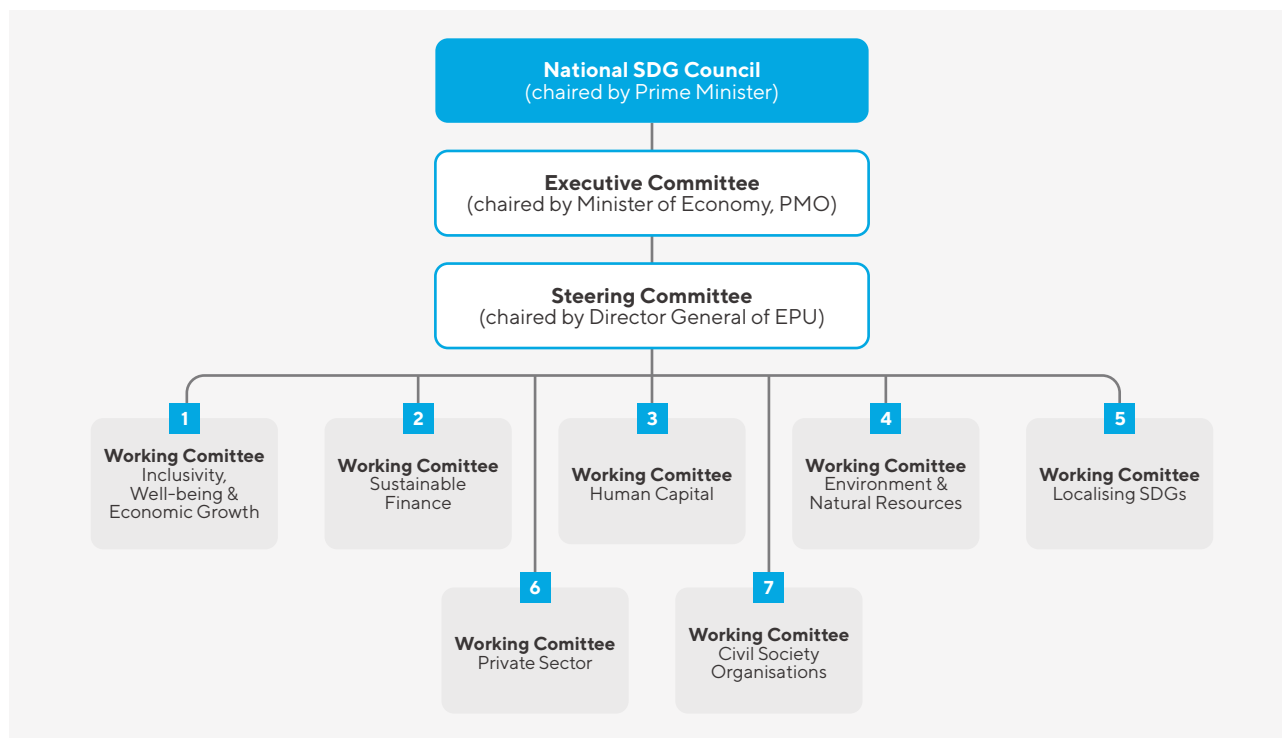 National SDG Council
(chaired by Prime Minister)
Executive Committee
(chaired by Minister of Economy, PMO)
Steering Committee
(chaired by Director General of EPU)
1
Working Comittee
Inclusivity,
Well-being &
Economic Growth
2
Working Comittee
Sustainable
Finance
3
Working Comittee
Human Capital
4
Working Comittee
Environment &
Natural Resources
5
Working Comittee
Localising SDGs
6
Working Comittee
Private Sector
7
Working Comittee
Civil Society
Organisations